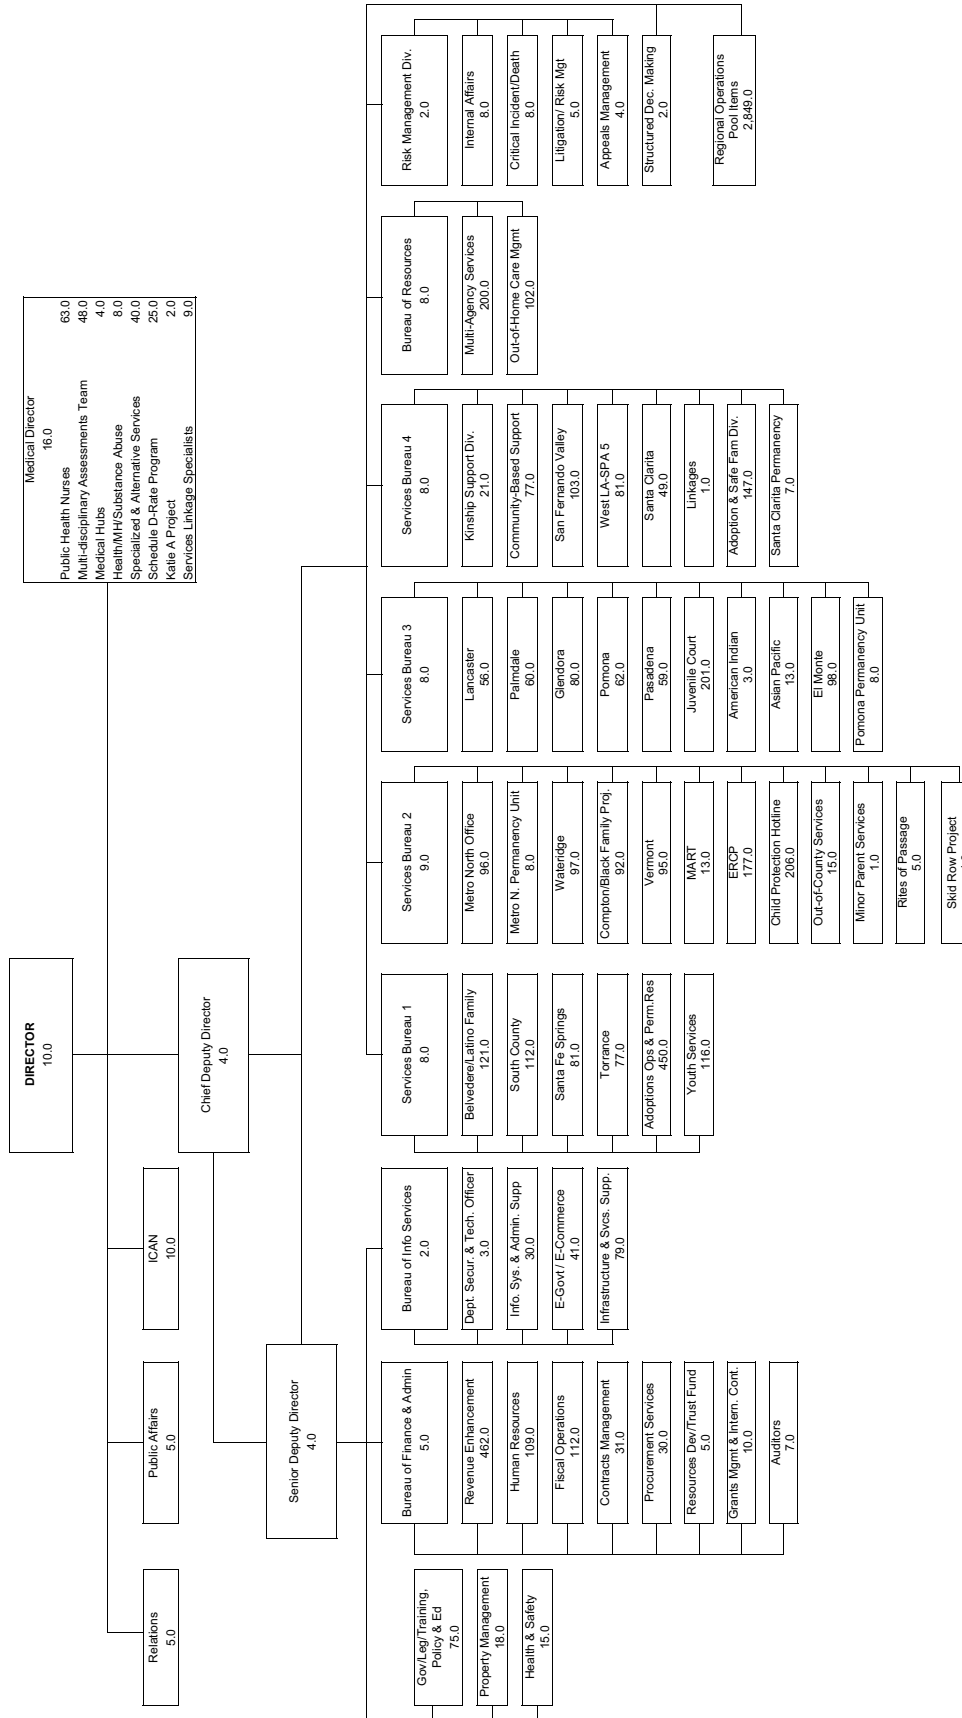 DIRECTOR
10.0
Medical Director
16.0
Public Health Nurses 63.0
Multi-disciplinary Assessments Team 48.0
Medical Hubs 4.0
Health/MH/Substance Abuse 8.0
Specialized & Alternative Services 40.0
Schedule D-Rate Program 25.0
Katie A Project 2.0
Services Linkage Specialists 9.0
Relations
5.0
Public Affairs
5.0
ICAN
10.0
Chief Deputy Director
4.0
Senior Deputy Director
4.0
Gov/Leg/Training,
Policy & Ed
75.0
Property Management
18.0
Health & Safety
15.0
Bureau of Finance & Admin
5.0
Revenue Enhancement
462.0
Human Resources
109.0
Fiscal Operations
112.0
Contracts Management
31.0
Procurement Services
30.0
Resources Dev/Trust Fund
5.0
Grants Mgmt & Intern. Cont.
10.0
Auditors
7.0
Bureau of Info Services
2.0
Dept. Secur. & Tech. Officer
3.0
Info. Sys. & Admin. Supp
30.0
E-Govt / E-Commerce
41.0
Infrastructure & Svcs. Supp.
79.0
Services Bureau 1
8.0
Belvedere/Latino Family
121.0
South County
112.0
Santa Fe Springs
81.0
Torrance
77.0
Adoptions Ops & Perm.Res
450.0
Youth Services
116.0
Services Bureau 2
9.0
Metro North Office
96.0
Metro N. Permanency Unit
8.0
Wateridge
97.0
Compton/Black Family Proj.
92.0
Vermont
95.0
MART
13.0
ERCP
177.0
Child Protection Hotline
206.0
Out-of-County Services
15.0
Minor Parent Services
1.0
Rites of Passage
5.0
Skid Row Project
Services Bureau 3
8.0
Lancaster
56.0
Palmdale
60.0
Glendora
80.0
Pomona
62.0
Pasadena
59.0
Juvenile Court
201.0
American Indian
3.0
Asian Pacific
13.0
El Monte
98.0
Pomona Permanency Unit
8.0
Services Bureau 4
8.0
Kinship Support Div.
21.0
Community-Based Support
77.0
San Fernando Valley
103.0
West LA-SPA 5
81.0
Santa Clarita
49.0
Linkages
1.0
Adoption & Safe Fam Div.
147.0
Santa Clarita Permanency
7.0
Bureau of Resources
8.0
Multi-Agency Services
200.0
Out-of-Home Care Mgmt
102.0
Risk Management Div.
2.0
Internal Affairs
8.0
Critical Incident/Death
8.0
Litigation/ Risk Mgt
5.0
Appeals Management
4.0
Structured Dec. Making
2.0
Regional Operations
Pool Items
2,849.0